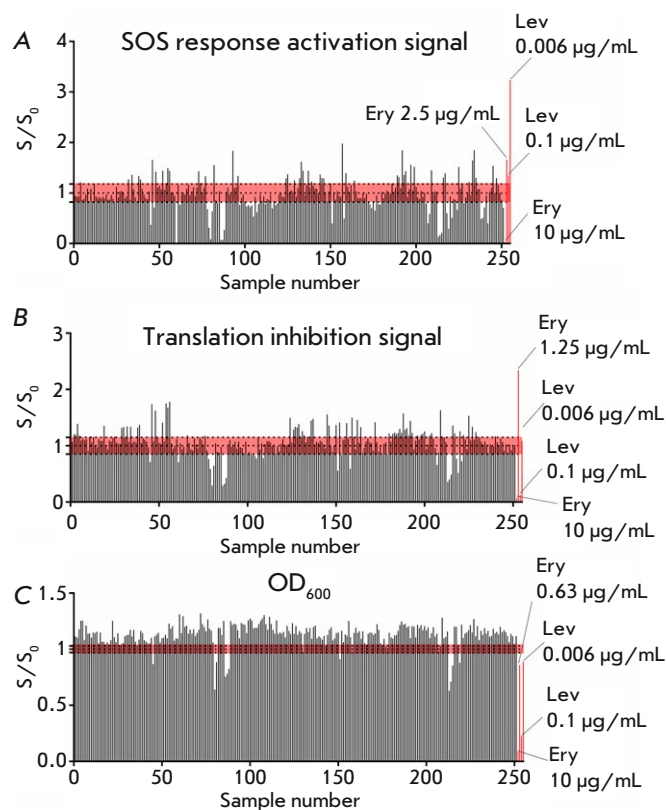 A
SOS response activation signal
Lev
0.006 µg/mL
Ery 2.5 µg/mL
Lev
0.1 µg/mL
Ery
10 µg/mL
S/S0
4
3
2
1
0
0
50
100
150
200
250
Sample number
B
Translation inhibition signal
Ery
1.25 µg/mL
Lev
0.006 µg/mL
Lev
0.1 µg/mL
Ery
10 µg/mL
S/S0
3
2
1
0
0
50
100
150
200
250
Sample number
C
OD600
Ery
0.63 µg/mL
Lev
0.006 µg/mL
Lev
0.1 µg/mL
Ery
10 µg/mL
S/S0
1.5
1
0.5
0.0
0
50
100
150
200
250
Sample number